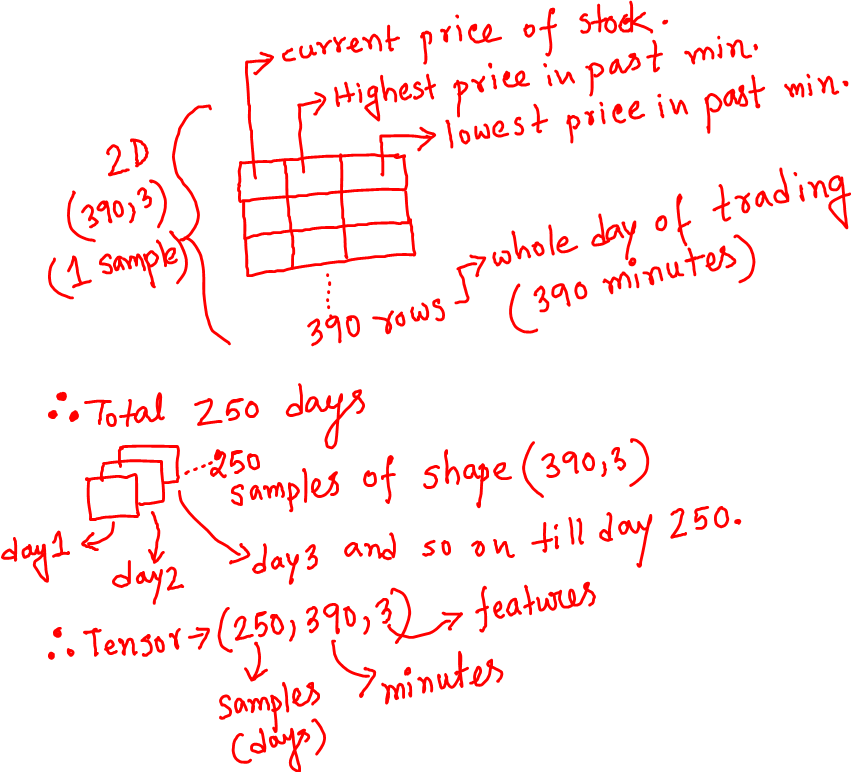 current price of stock.
Highest price in past min.
lowest price in past min.
2D
(390,3)
(1 sample)
whole day of trading
(390 minutes)
390 rows
∴ Total 250 days
....250
samples of shape (390,3)
day1
day2
day3 and so on till day 250.
∴ Tensor→(250,390,3)
features
minutes
samples
(days)